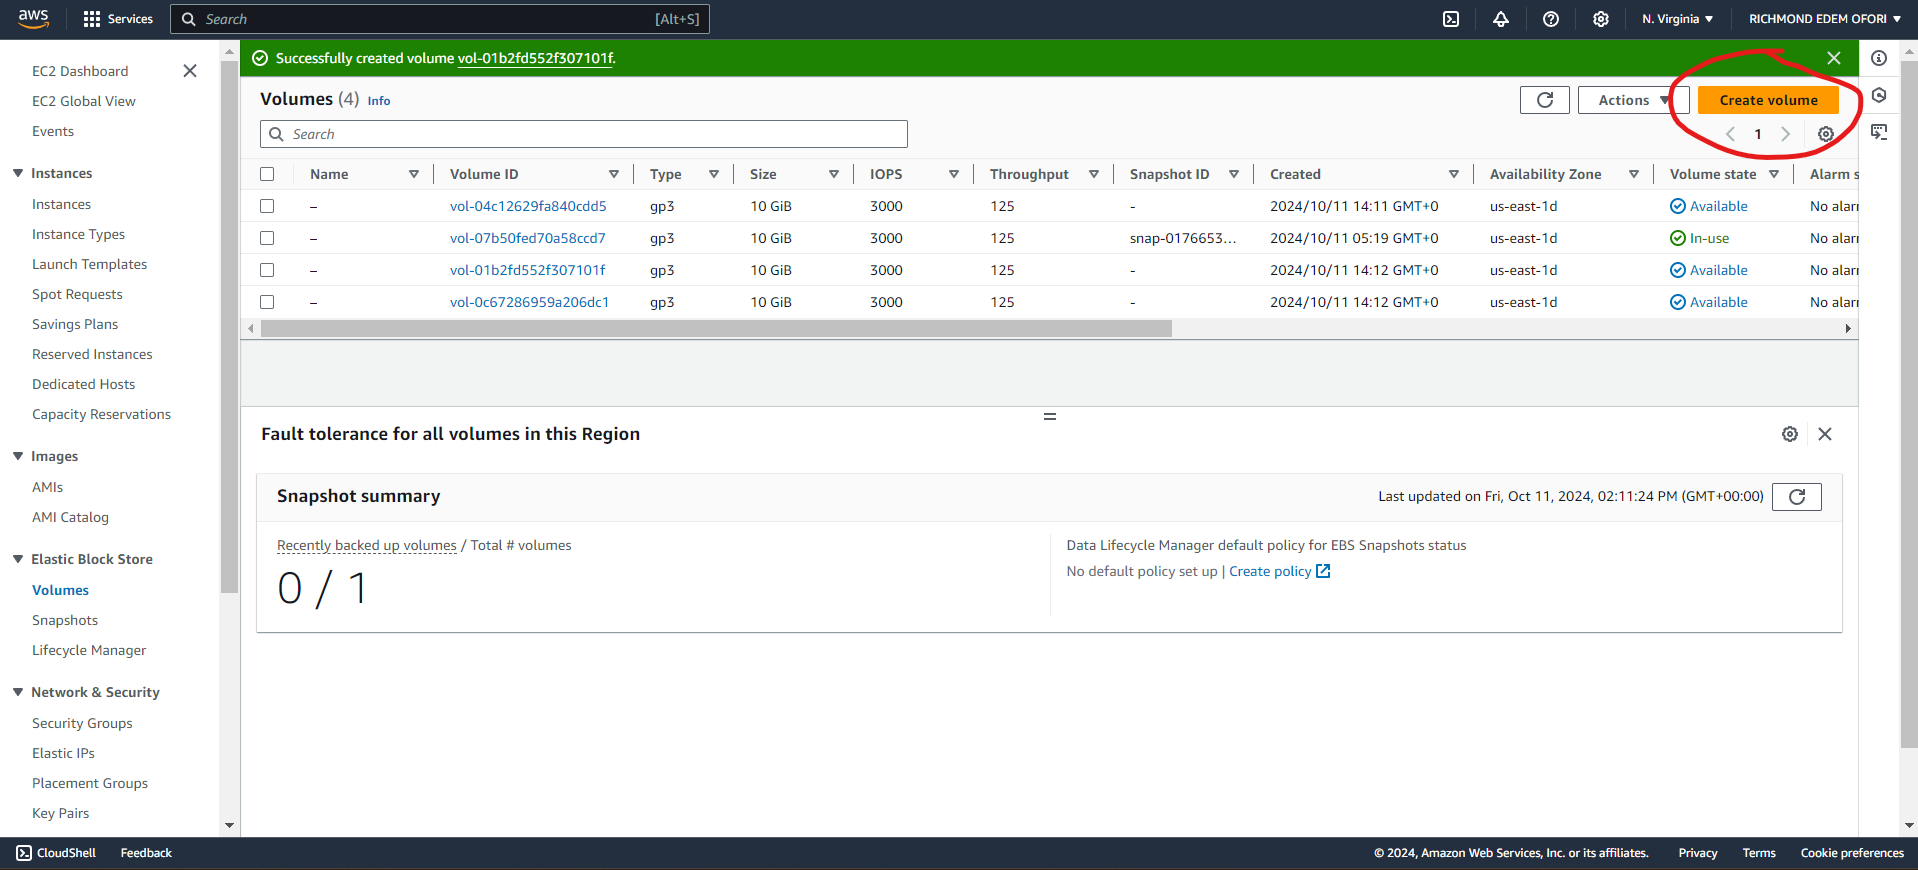 aws Services Search [Alt+S] N. Virginia RICHMOND EDEM OFORI
EC2 Dashboard
EC2 Global View
Events
Instances
Instances
Instance Types
Launch Templates
Spot Requests
Savings Plans
Reserved Instances
Dedicated Hosts
Capacity Reservations
Images
AMIs
AMI Catalog
Elastic Block Store
Volumes
Snapshots
Lifecycle Manager
Network & Security
Security Groups
Elastic IPs
Placement Groups
Key Pairs
Successfully created volume vol-01b2fd552f307101f.
Volumes (4) Info Actions Create volume
Search 1
Name Volume ID Type Size IOPS Throughput Snapshot ID Created Availability Zone Volume state Alarm s
– vol-04c12629fa840cdd5 gp3 10 GiB 3000 125 - 2024/10/11 14:11 GMT+0 us-east-1d Available No alar
– vol-07b50fed70a58ccd7 gp3 10 GiB 3000 125 snap-0176653... 2024/10/11 05:19 GMT+0 us-east-1d In-use No alar
– vol-01b2fd552f307101f gp3 10 GiB 3000 125 - 2024/10/11 14:12 GMT+0 us-east-1d Available No alar
– vol-0c67286959a206dc1 gp3 10 GiB 3000 125 - 2024/10/11 14:12 GMT+0 us-east-1d Available No alar
Fault tolerance for all volumes in this Region
Snapshot summary Last updated on Fri, Oct 11, 2024, 02:11:24 PM (GMT+00:00)
Recently backed up volumes / Total # volumes
0 / 1
Data Lifecycle Manager default policy for EBS Snapshots status
No default policy set up | Create policy
CloudShell Feedback © 2024, Amazon Web Services, Inc. or its affiliates. Privacy Terms Cookie preferences